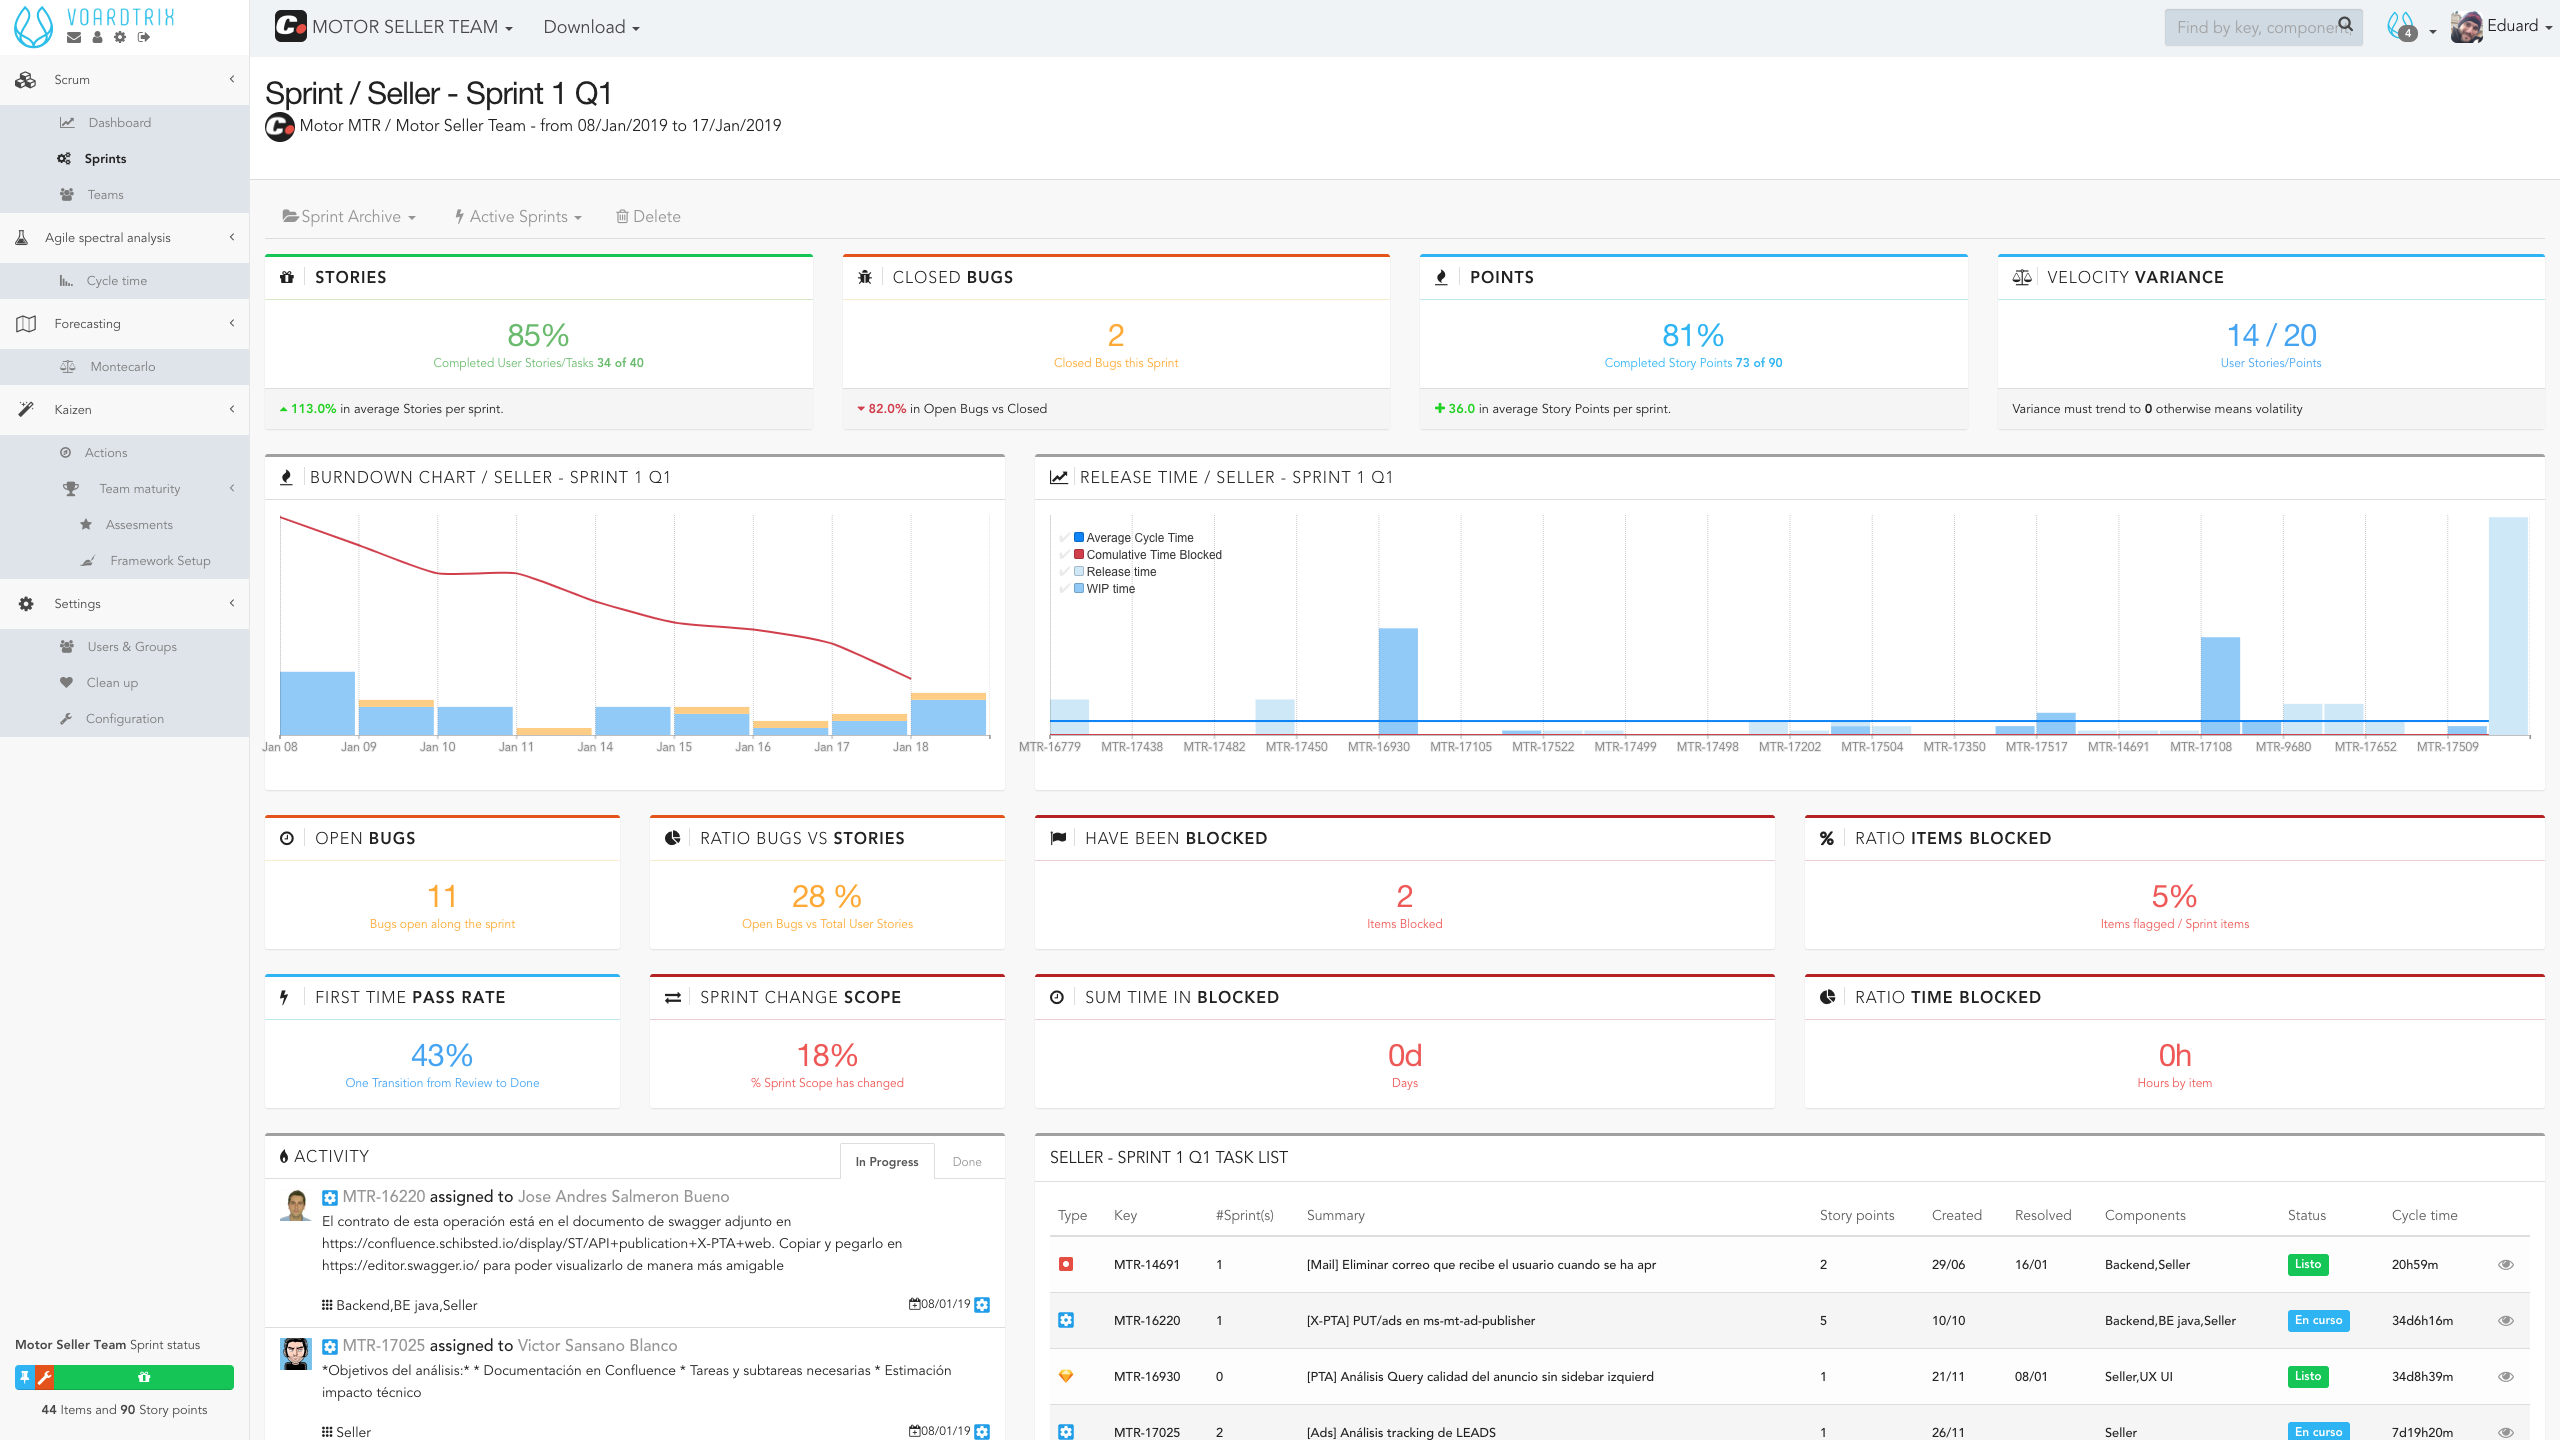 VOARDTRIX
MOTOR SELLER TEAM
Download
Find by key, component,
4
Eduard
Scrum
Dashboard
Sprints
Teams
Agile spectral analysis
Cycle time
Forecasting
Montecarlo
Kaizen
Actions
Team maturity
Assesments
Framework Setup
Settings
Users & Groups
Clean up
Configuration
Motor Seller Team Sprint status
44 Items and 90 Story points
Sprint / Seller - Sprint 1 Q1
Motor MTR / Motor Seller Team - from 08/Jan/2019 to 17/Jan/2019
Sprint Archive
Active Sprints
Delete
STORIES
85%
Completed User Stories/Tasks 34 of 40
113.0% in average Stories per sprint.
CLOSED BUGS
2
Closed Bugs this Sprint
82.0% in Open Bugs vs Closed
POINTS
81%
Completed Story Points 73 of 90
36.0 in average Story Points per sprint.
VELOCITY VARIANCE
14 / 20
User Stories/Points
Variance must trend to 0 otherwise means volatility
BURNDOWN CHART / SELLER - SPRINT 1 Q1
Jan 08 Jan 09 Jan 10 Jan 11 Jan 14 Jan 15 Jan 16 Jan 17 Jan 18
RELEASE TIME / SELLER - SPRINT 1 Q1
Average Cycle Time
Comulative Time Blocked
Release time
WIP time
MTR-16779 MTR-17438 MTR-17482 MTR-17450 MTR-16930 MTR-17105 MTR-17522 MTR-17499 MTR-17498 MTR-17202 MTR-17504 MTR-17350 MTR-17517 MTR-14691 MTR-17108 MTR-9680 MTR-17652 MTR-17509
OPEN BUGS
11
Bugs open along the sprint
RATIO BUGS VS STORIES
28 %
Open Bugs vs Total User Stories
HAVE BEEN BLOCKED
2
Items Blocked
RATIO ITEMS BLOCKED
5%
Items flagged / Sprint items
FIRST TIME PASS RATE
43%
One Transition from Review to Done
SPRINT CHANGE SCOPE
18%
% Sprint Scope has changed
SUM TIME IN BLOCKED
0d
Days
RATIO TIME BLOCKED
0h
Hours by item
ACTIVITY
In Progress
Done
MTR-16220 assigned to Jose Andres Salmeron Bueno
El contrato de esta operación está en el documento de swagger adjunto en
https://confluence.schibsted.io/display/ST/API+publication+X-PTA+web. Copiar y pegarlo en
https://editor.swagger.io/ para poder visualizarlo de manera más amigable
Backend,BE java,Seller
08/01/19
MTR-17025 assigned to Victor Sansano Blanco
*Objetivos del análisis:* * Documentación en Confluence * Tareas y subtareas necesarias * Estimación
impacto técnico
Seller
08/01/19
SELLER - SPRINT 1 Q1 TASK LIST
Type Key #Sprint(s) Summary Story points Created Resolved Components Status Cycle time
MTR-14691 1 [Mail] Eliminar correo que recibe el usuario cuando se ha apr 2 29/06 16/01 Backend,Seller Listo 20h59m
MTR-16220 1 [X-PTA] PUT/ads en ms-mt-ad-publisher 5 10/10 Backend,BE java,Seller En curso 34d6h16m
MTR-16930 0 [PTA] Análisis Query calidad del anuncio sin sidebar izquierd 1 21/11 08/01 Seller,UX UI Listo 34d8h39m
MTR-17025 2 [Ads] Análisis tracking de LEADS 1 26/11 Seller En curso 7d19h20m